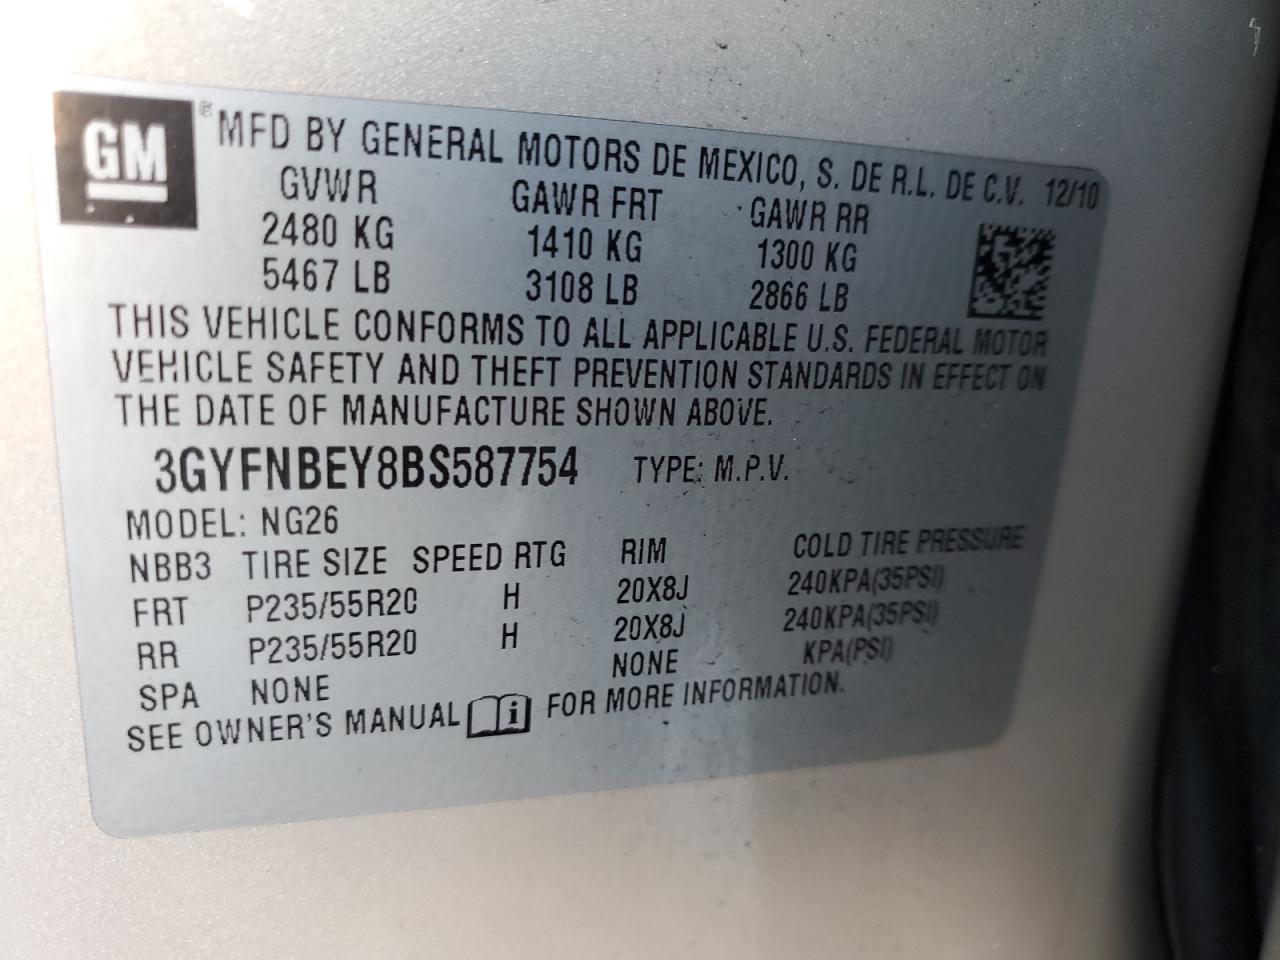 GM
MFD BY GENERAL MOTORS DE MEXICO, S. DE R.L. DE C.V. 12/10
GVWR GAWR FRT GAWR RR
2480 KG 1410 KG 1300 KG
5467 LB 3108 LB 2866 LB
THIS VEHICLE CONFORMS TO ALL APPLICABLE U.S. FEDERAL MOTOR
VEHICLE SAFETY AND THEFT PREVENTION STANDARDS IN EFFECT ON
THE DATE OF MANUFACTURE SHOWN ABOVE.
3GYFNBEY8BS587754 TYPE: M.P.V.
MODEL: NG26
NBB3 TIRE SIZE SPEED RTG RIM COLD TIRE PRESSURE
FRT P235/55R20 H 20X8J 240KPA(35PSI)
RR P235/55R20 H 20X8J 240KPA(35PSI)
SPA NONE NONE KPA(PSI)
SEE OWNER'S MANUAL i FOR MORE INFORMATION.